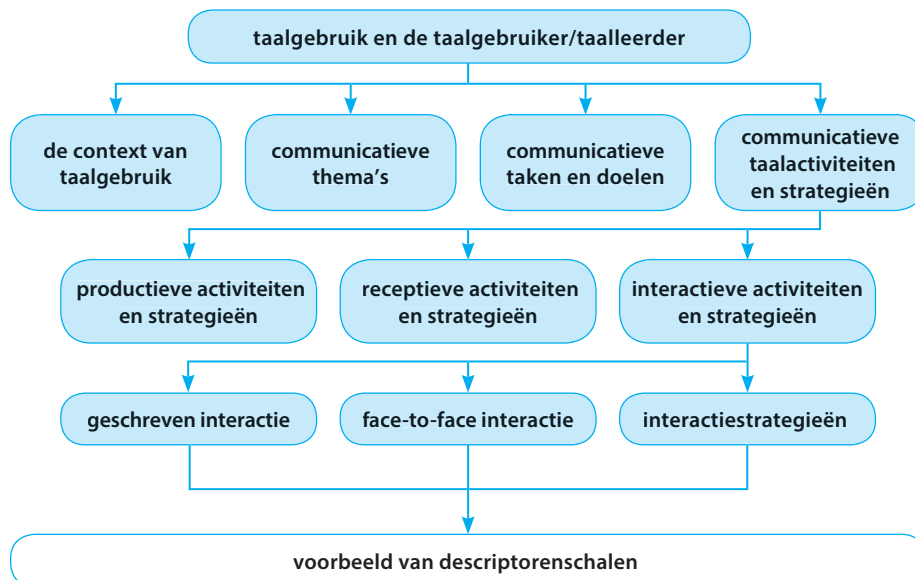 taalgebruik en de taalgebruiker/taalleerder
de context van
taalgebruik
communicatieve
thema's
communicatieve
taken en doelen
communicatieve
taalactiviteiten
en strategieën
productieve activiteiten
en strategieën
receptieve activiteiten
en strategieën
interactieve activiteiten
en strategieën
geschreven interactie
face-to-face interactie
interactiestrategieën
voorbeeld van descriptorenschalen